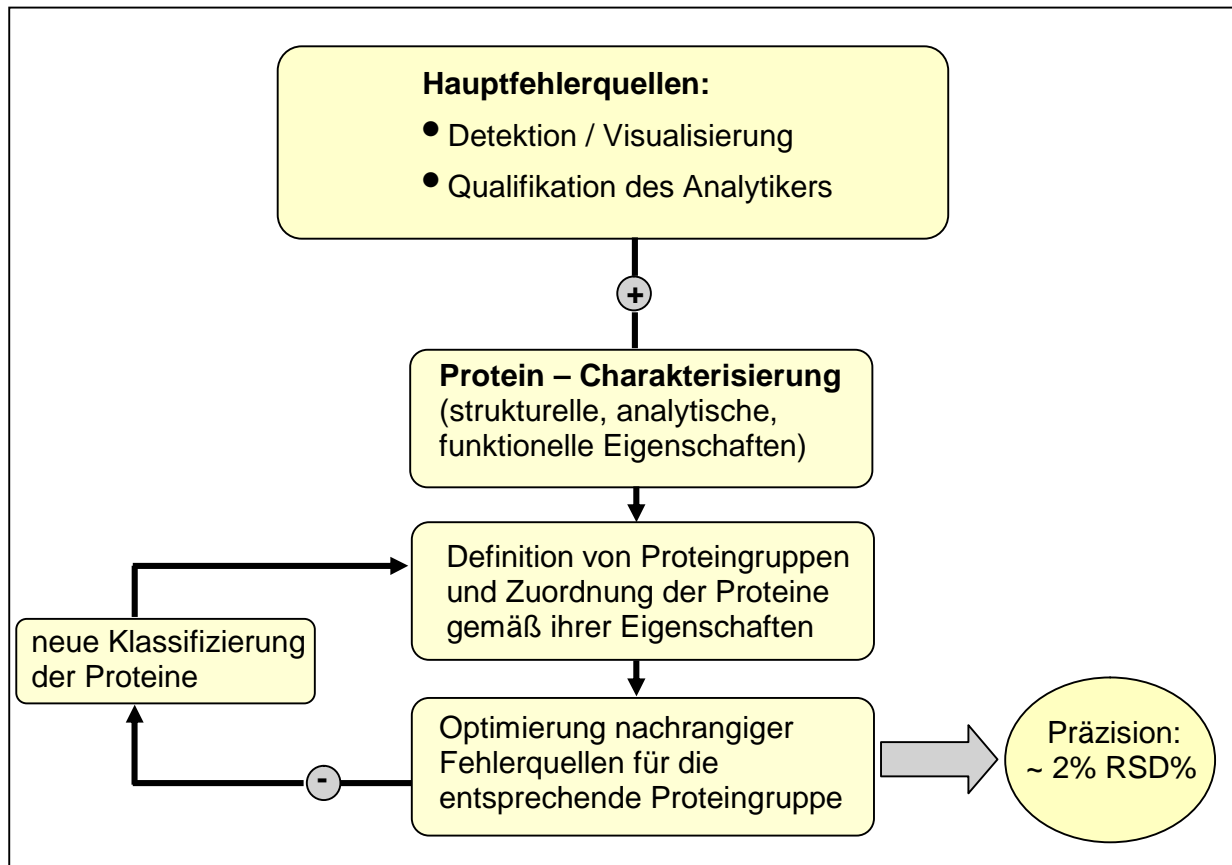 Hauptfehlerquellen:
● Detektion / Visualisierung
● Qualifikation des Analytikers
+
Protein – Charakterisierung
(strukturelle, analytische,
funktionelle Eigenschaften)
Definition von Proteingruppen
und Zuordnung der Proteine
gemäß ihrer Eigenschaften
neue Klassifizierung
der Proteine
Optimierung nachrangiger
Fehlerquellen für die
entsprechende Proteingruppe
-
Präzision:
~ 2% RSD%